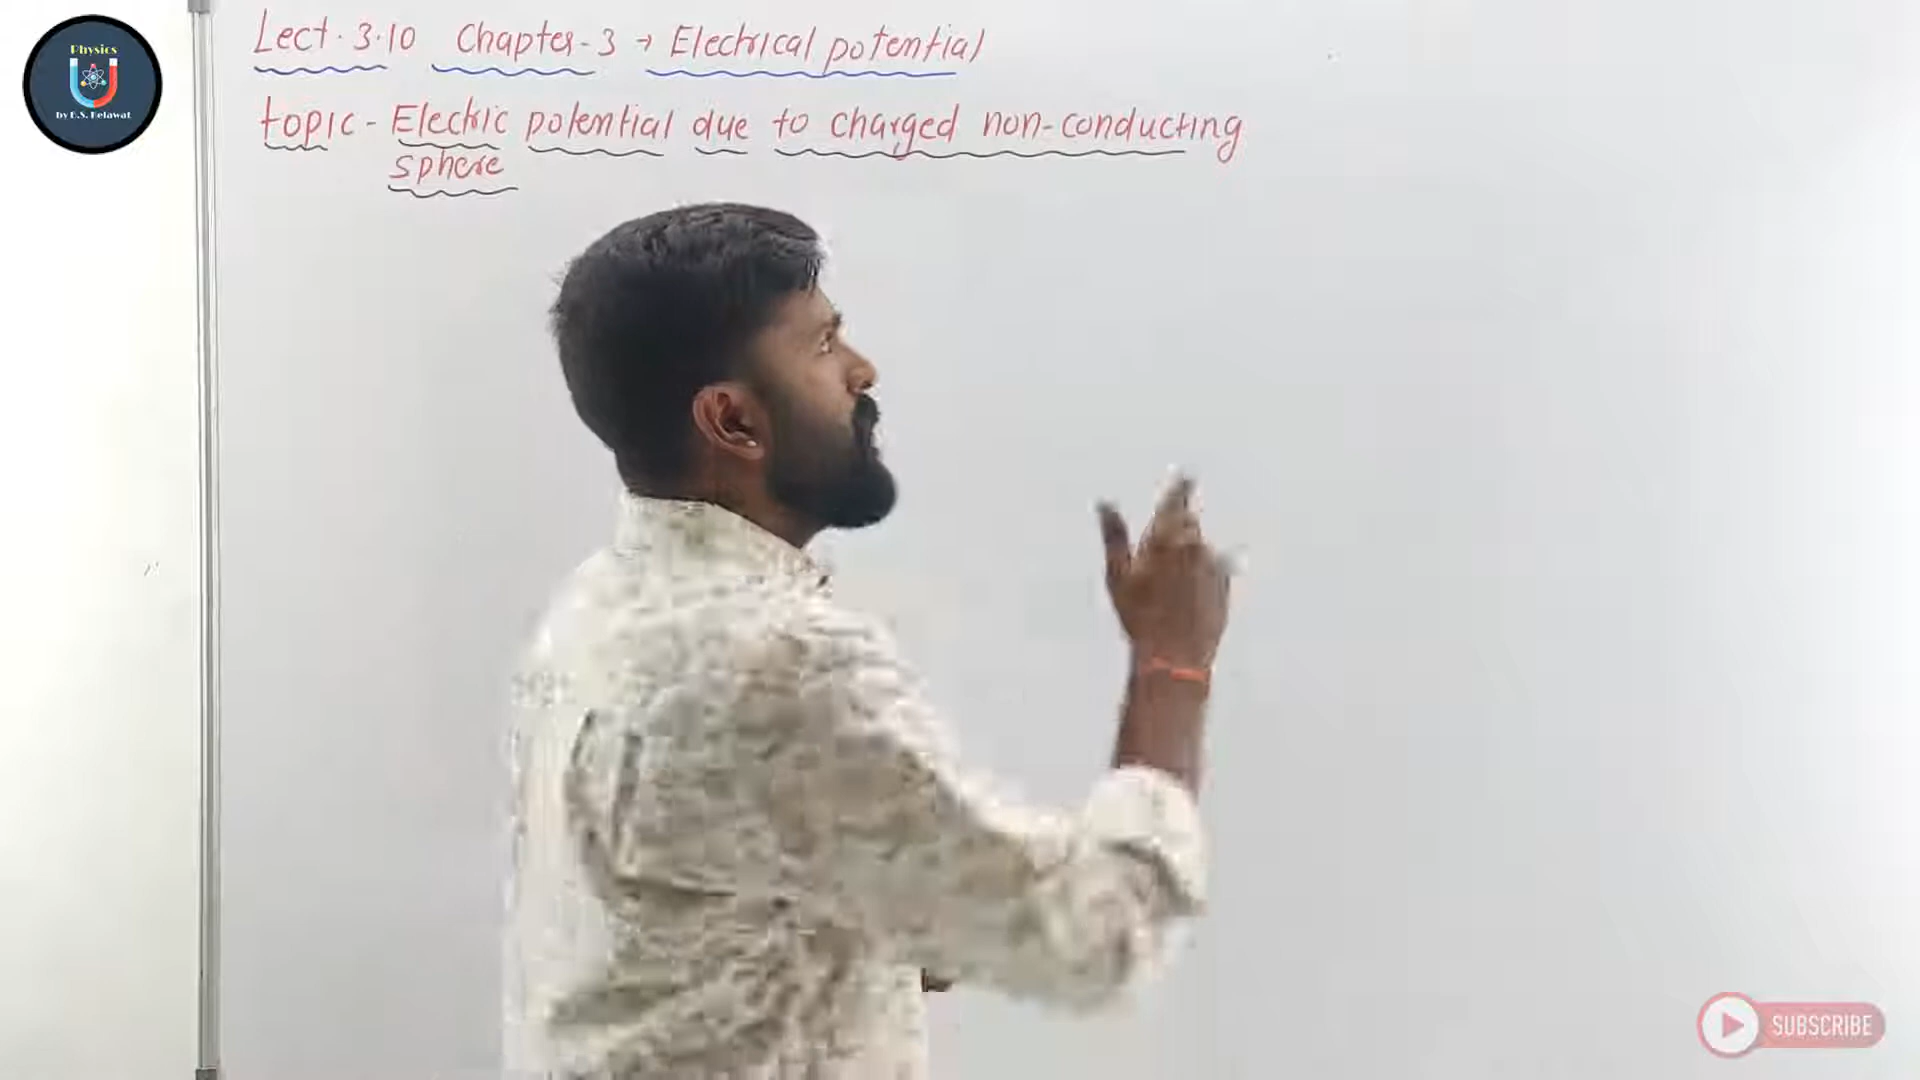 Physics
by B.S. Kelawat
Lect. 3.10 Chapter-3 → Electrical potential
topic - Electric potential due to charged non-conducting
sphere
SUBSCRIBE